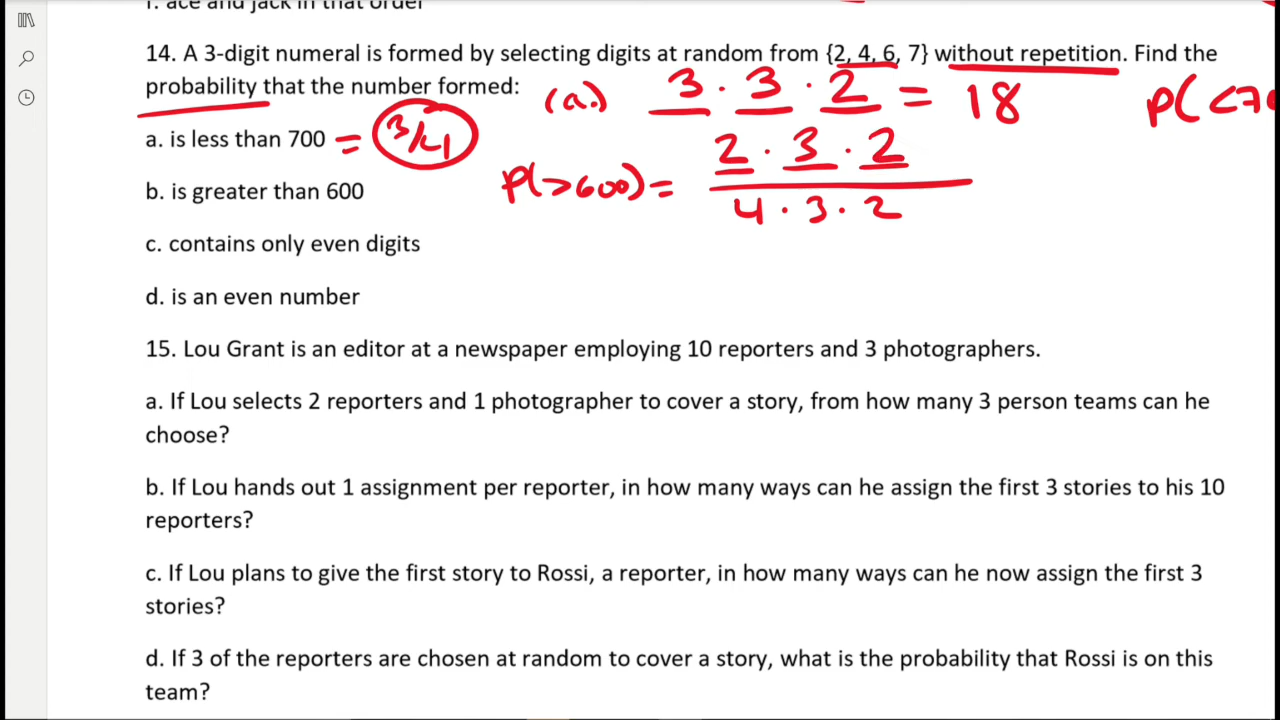 f. ace and jack in that order
14. A 3-digit numeral is formed by selecting digits at random from {2, 4, 6, 7} without repetition. Find the
probability that the number formed:
(a.) 3 · 3 · 2 = 18
p(<70
a. is less than 700 = 3/4
b. is greater than 600
p(>600) = 2 · 3 · 2
4 · 3 · 2
c. contains only even digits
d. is an even number
15. Lou Grant is an editor at a newspaper employing 10 reporters and 3 photographers.
a. If Lou selects 2 reporters and 1 photographer to cover a story, from how many 3 person teams can he
choose?
b. If Lou hands out 1 assignment per reporter, in how many ways can he assign the first 3 stories to his 10
reporters?
c. If Lou plans to give the first story to Rossi, a reporter, in how many ways can he now assign the first 3
stories?
d. If 3 of the reporters are chosen at random to cover a story, what is the probability that Rossi is on this
team?